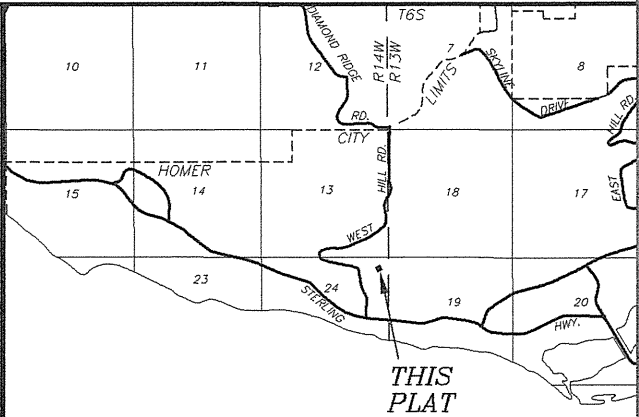 T6S
DIAMOND RIDGE
RD.
R14W
R13W
10
11
12
7
8
SKYLINE
DRIVE
LIMITS
CITY
HOMER
HILL RD.
EAST
15
14
13
18
17
WEST
HILL RD.
23
24
19
20
STERLING
HWY.
THIS
PLAT